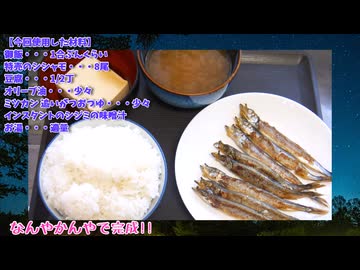 【今回使用した材料】
御飯・・・1合ぶんくらい
特売のシシャモ・・・8尾
豆腐・・・1/2丁
オリーブ油・・・少々
ミツカン 追いがつおつゆ・・・少々
インスタントのシジミの味噌汁
お湯・・・適量
なんやかんやで完成!!